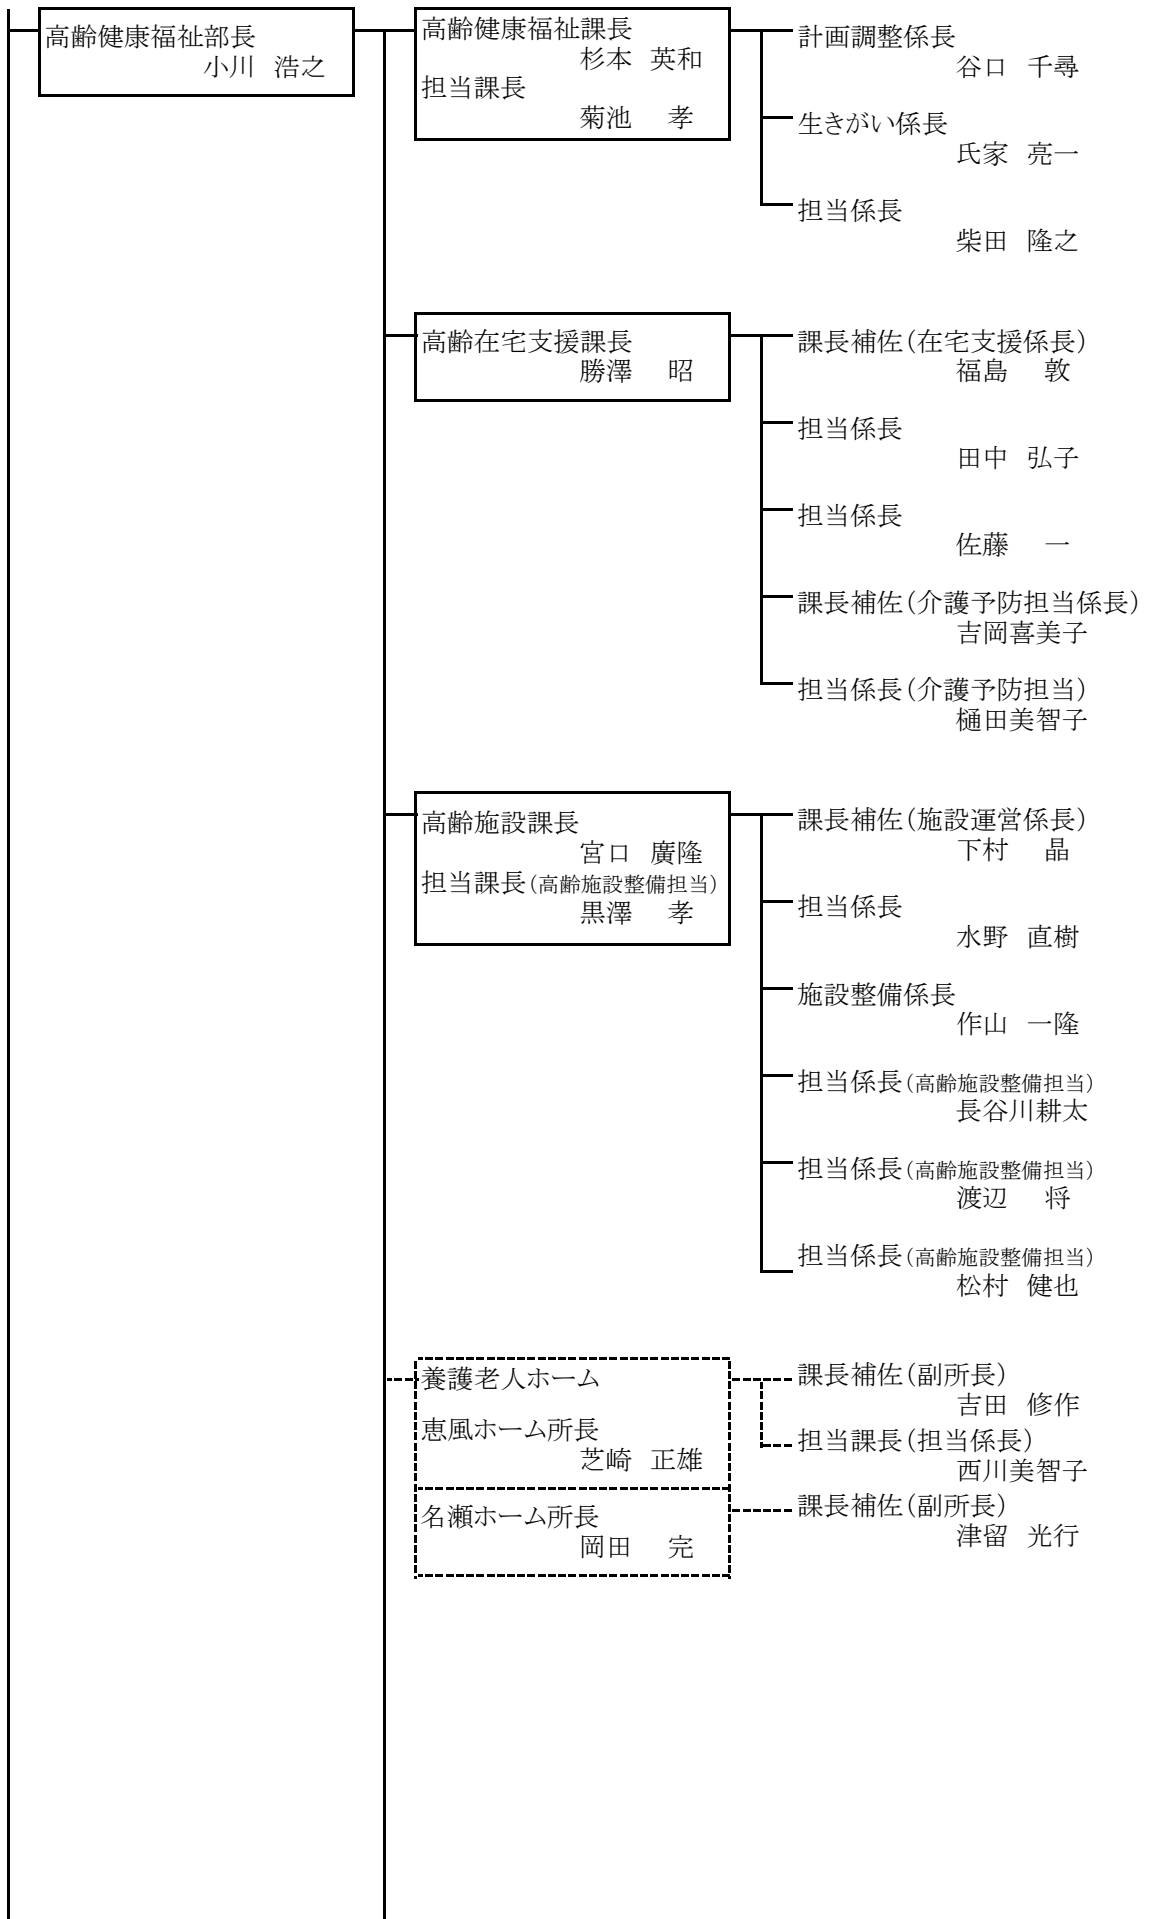 高齢健康福祉部長
小川 浩之
高齢健康福祉課長
杉本 英和
担当課長
菊池 孝
計画調整係長
谷口 千尋
生きがい係長
氏家 亮一
担当係長
柴田 隆之
高齢在宅支援課長
勝澤 昭
課長補佐(在宅支援係長)
福島 敦
担当係長
田中 弘子
担当係長
佐藤 一
課長補佐(介護予防担当係長)
吉岡喜美子
担当係長(介護予防担当)
樋田美智子
高齢施設課長
宮口 廣隆
担当課長(高齢施設整備担当)
黒澤 孝
課長補佐(施設運営係長)
下村 晶
担当係長
水野 直樹
施設整備係長
作山 一隆
担当係長(高齢施設整備担当)
長谷川耕太
担当係長(高齢施設整備担当)
渡辺 将
担当係長(高齢施設整備担当)
松村 健也
養護老人ホーム
恵風ホーム所長
芝崎 正雄
課長補佐(副所長)
吉田 修作
担当課長(担当係長)
西川美智子
名瀬ホーム所長
岡田 完
課長補佐(副所長)
津留 光行